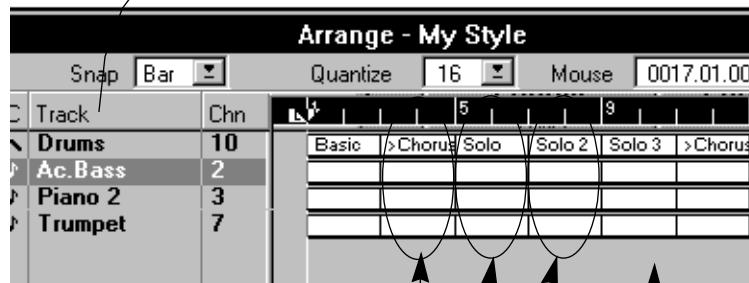 Arrange - My Style
Snap Bar Quantize 16 Mouse 0017.01.00
C Track Chn 1 5 9
Drums 10 Basic >Chorus Solo Solo 2 Solo 3 >Chorus
Ac.Bass 2
Piano 2 3
Trumpet 7